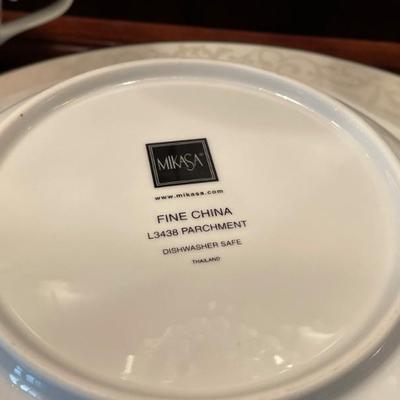 MIKASA
www.mikasa.com
FINE CHINA
L3438 PARCHMENT
DISHWASHER SAFE
THAILAND